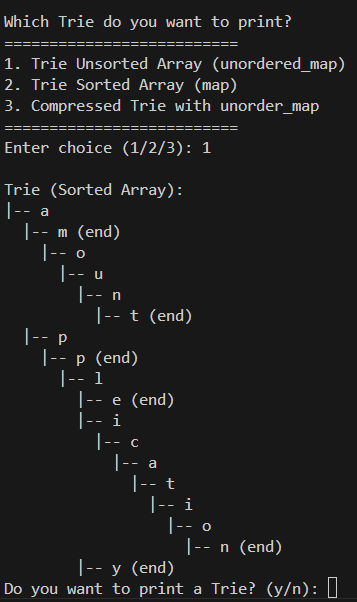 Which Trie do you want to print?
==========================
1. Trie Unsorted Array (unordered_map)
2. Trie Sorted Array (map)
3. Compressed Trie with unorder_map
==========================
Enter choice (1/2/3): 1

Trie (Sorted Array):
|-- a
  |-- m (end)
    |-- o
      |-- u
        |-- n
          |-- t (end)
  |-- p
    |-- p (end)
      |-- l
        |-- e (end)
        |-- i
          |-- c
            |-- a
              |-- t
                |-- i
                  |-- o
                    |-- n (end)
        |-- y (end)
Do you want to print a Trie? (y/n):